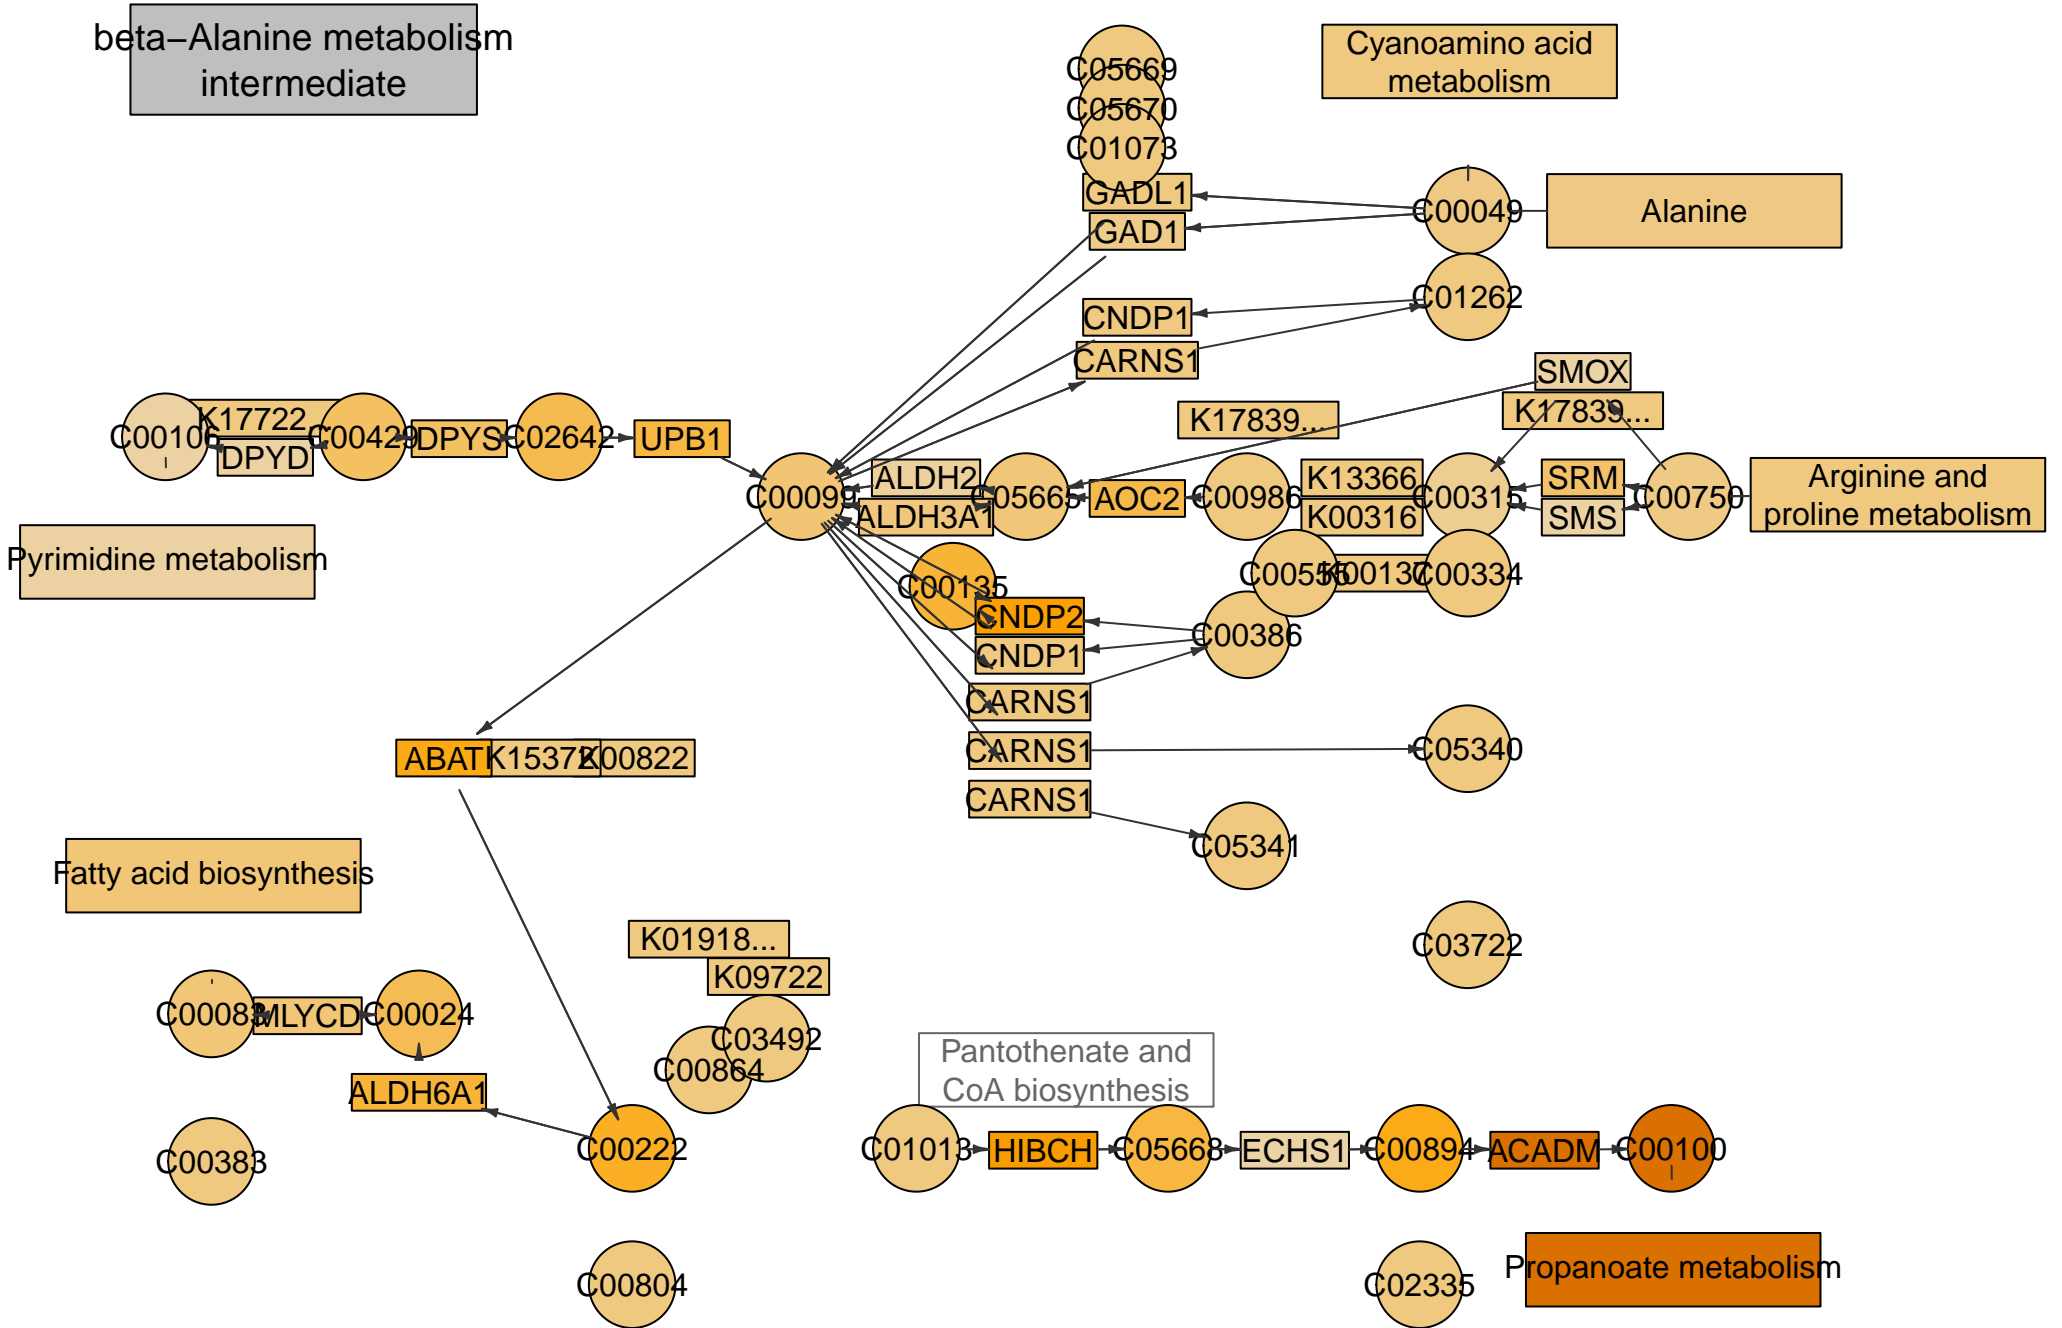 beta−Alanine metabolism
intermediate
C05669
C05670
C01073
Cyanoamino acid
metabolism
GADL1
GAD1
C00049
Alanine
CNDP1
CARNS1
C01262
SMOX
K17839...
K17839...
C00106
K17722...
DPYD
C00429
DPYS
C02642
UPB1
C00099
ALDH2
ALDH3A1
C05665
AOC2
C00986
K13366
K00316
C00315
SRM
SMS
C00750
Arginine and
proline metabolism
Pyrimidine metabolism
C00135
C00555
K00137
C00334
CNDP2
CNDP1
C00386
CARNS1
CARNS1
C05340
CARNS1
C05341
ABAT
K15372
K00822
Fatty acid biosynthesis
K01918...
K09722
C03722
C00083
MLYCD
C00024
C03492
C00864
Pantothenate and
CoA biosynthesis
ALDH6A1
C00383
C00222
C01013
HIBCH
C05668
ECHS1
C00894
ACADM
C00100
C00804
C02335
Propanoate metabolism